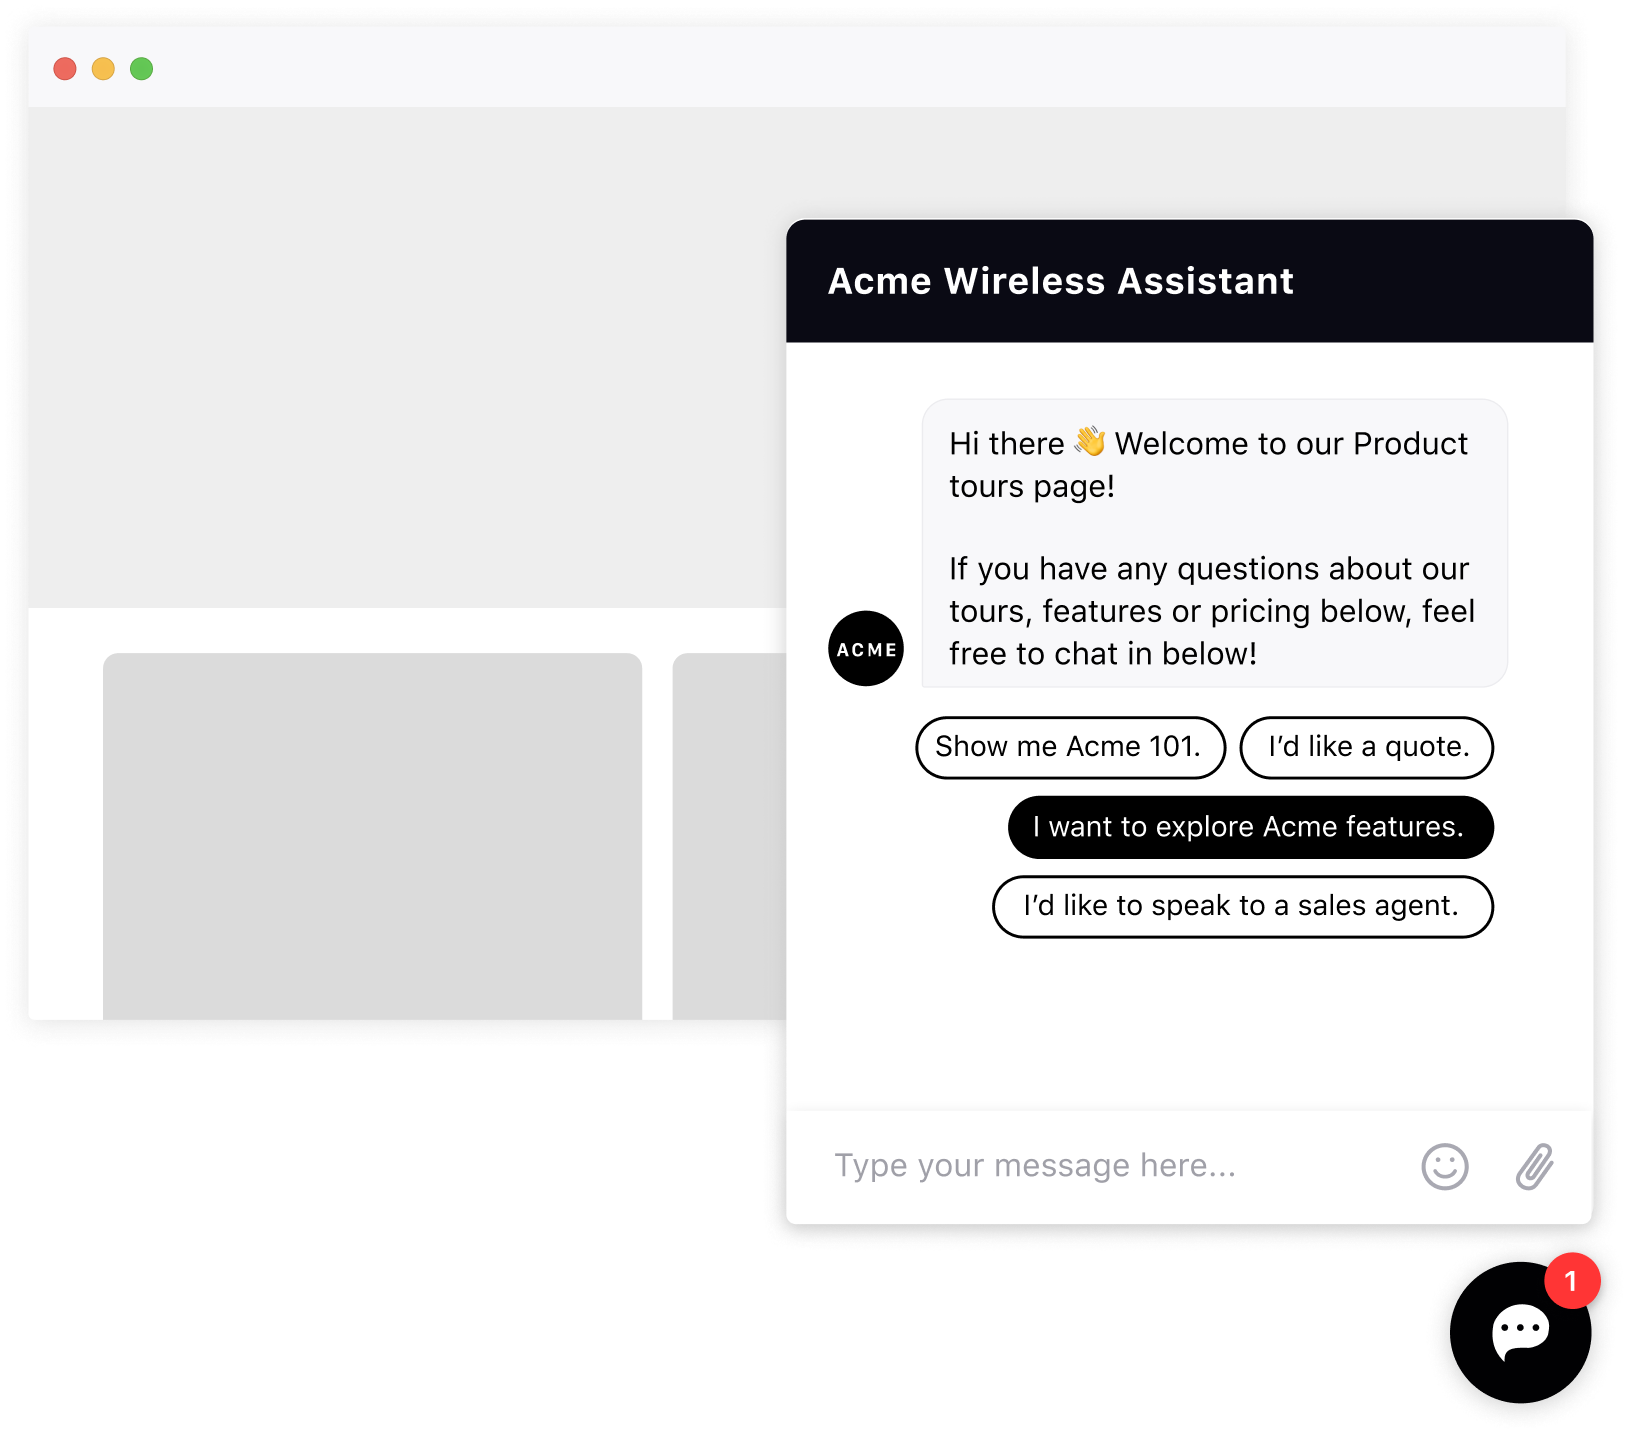 Acme Wireless Assistant
Hi there 👋 Welcome to our Product
tours page!
If you have any questions about our
tours, features or pricing below, feel
free to chat in below!
ACME
Show me Acme 101.
I’d like a quote.
I want to explore Acme features.
I’d like to speak to a sales agent.
Type your message here...
1